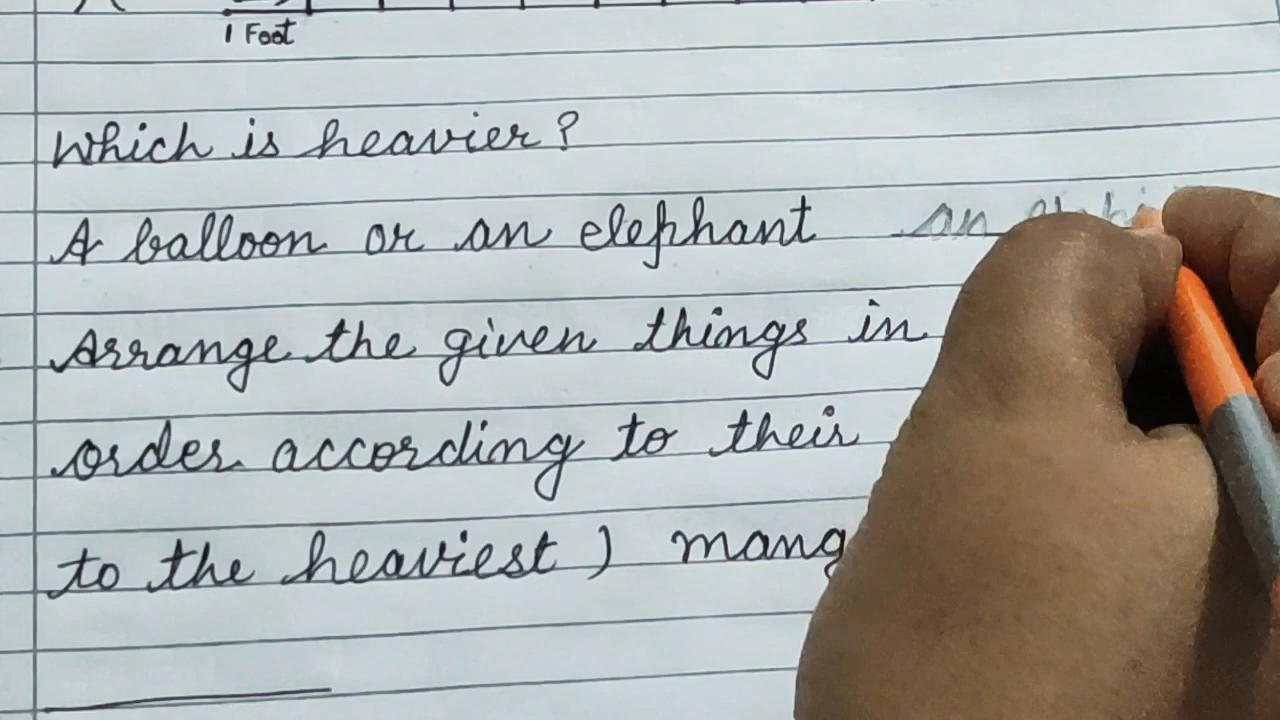 1 Foot
Which is heavier?
A balloon or an elephant an
Arrange the given things in
order according to their
to the heaviest) mang